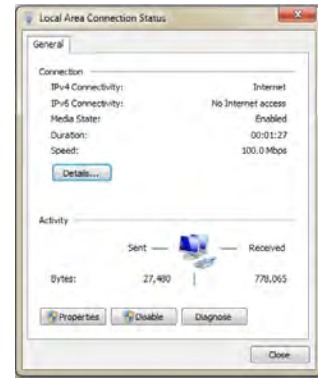 Local Area Connection Status
General
Connection
IPv4 Connectivity: Internet
IPv6 Connectivity: No Internet access
Media State: Enabled
Duration: 00:01:27
Speed: 100.0 Mbps
Details...
Activity
Sent — — Received
Bytes: 27,480 778,065
Properties Disable Diagnose
Close